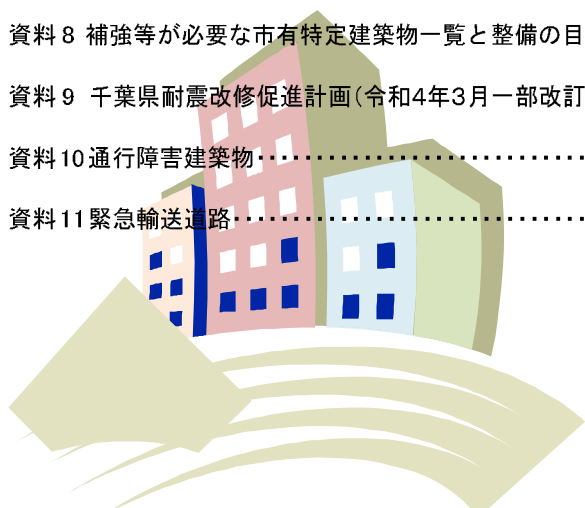 資料8 補強等が必要な市有特定建築物一覧と整備の目
資料9 千葉県耐震改修促進計画(令和4年3月一部改訂
資料10通行障害建築物・・・・・・・・・・・・・・・・・・・・・・
資料11緊急輸送道路・・・・・・・・・・・・・・・・・・・・・・・・